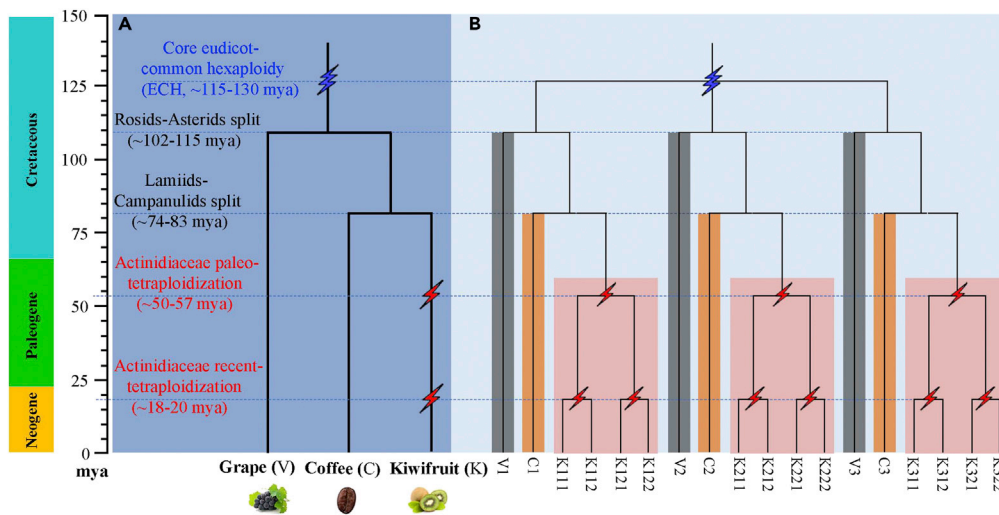 150
125
100
75
50
25
0
mya
Cretaceous
Paleogene
Neogene
A
Core eudicot-
common hexaploidy
(ECH, ~115-130 mya)
Rosids-Asterids split
(~102-115 mya)
Lamiids-
Campanulids split
(~74-83 mya)
Actinidiaceae paleo-
tetraploidization
(~50-57 mya)
Actinidiaceae recent-
tetraploidization
(~18-20 mya)
Grape (V) Coffee (C) Kiwifruit (K)
B
V1
C1
K111
K112
K121
K122
V2
C2
K211
K212
K221
K222
V3
C3
K311
K312
K321
K322